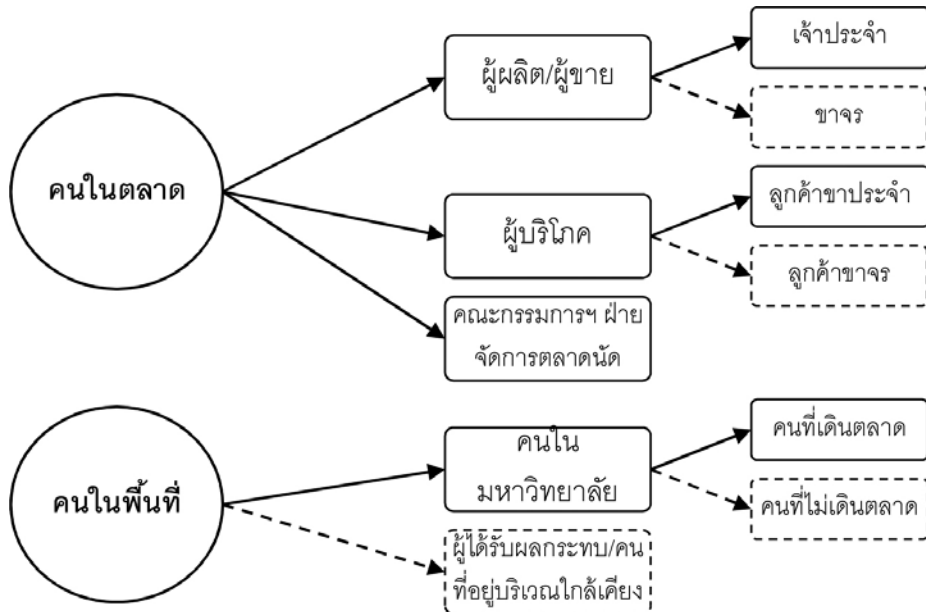 คนในตลาด
ผู้ผลิต/ผู้ขาย
เจ้าประจำ
ขาจร
ผู้บริโภค
ลูกค้าขาประจำ
ลูกค้าขาจร
คณะกรรมการฯ ฝ่าย
จัดการตลาดนัด
คนในพื้นที่
คนใน
มหาวิทยาลัย
คนที่เดินตลาด
คนที่ไม่เดินตลาด
ผู้ได้รับผลกระทบ/คน
ที่อยู่บริเวณใกล้เคียง